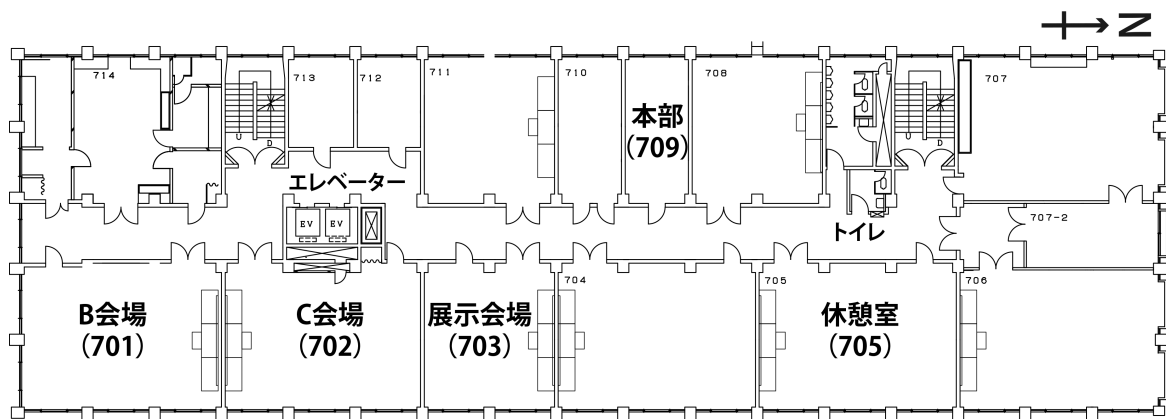 N
714
713
712
711
710
本部
(709)
708
707
U
D
U
D
エレベーター
EV
EV
トイレ
707-2
B会場
(701)
C会場
(702)
展示会場
(703)
704
705
休憩室
(705)
706